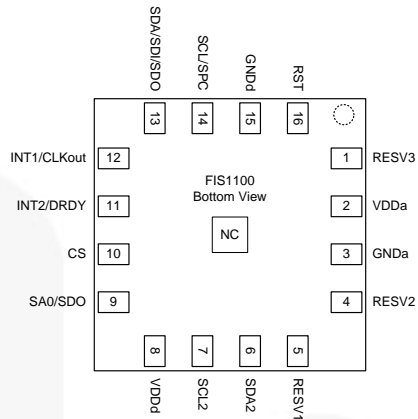 SDA/SDI/SDO
SCL/SPC
GNDd
RST
13
14
15
16
INT1/CLKout
12
1
RESV3
FIS1100
Bottom View
INT2/DRDY
11
2
VDDa
NC
CS
10
3
GNDa
SA0/SDO
9
4
RESV2
8
7
6
5
VDDd
SCL2
SDA2
RESV1